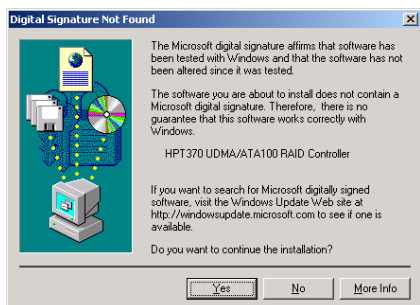 Digital Signature Not Found
The Microsoft digital signature affirms that software has
been tested with Windows and that the software has not
been altered since it was tested.
The software you are about to install does not contain a
Microsoft digital signature. Therefore, there is no
guarantee that this software works correctly with
Windows.
HPT370 UDMA/ATA100 RAID Controller
If you want to search for Microsoft digitally signed
software, visit the Windows Update Web site at
http://windowsupdate.microsoft.com to see if one is
available.
Do you want to continue the installation?
Yes No More Info